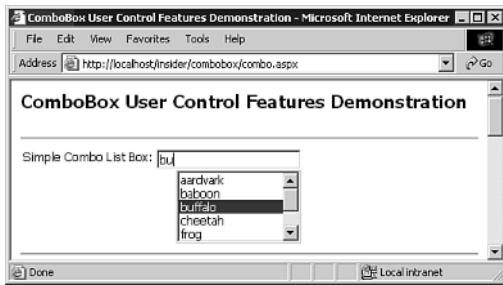 ComboBox User Control Features Demonstration - Microsoft Internet Explorer
File Edit View Favorites Tools Help
Address http://localhost/insider/combobox/combo.aspx Go
ComboBox User Control Features Demonstration
Simple Combo List Box: bu
aardvark
baboon
buffalo
cheetah
frog
Done Local intranet